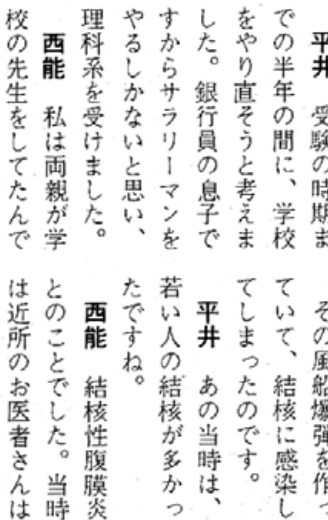 平井　受験の時期ま
での半年の間に、学校
をやり直そうと考えま
した。銀行員の息子で
すからサラリーマンを
やるしかないと思い、
理科系を受けました。
西能　私は両親が学
校の先生をしてたんで
その風船爆弾を作っ
ていて、結核に感染し
てしまったのです。
平井　あの当時は、
若い人の結核が多かっ
たですね。
西能　結核性腹膜炎
とのことでした。当時
は近所のお医者さんは